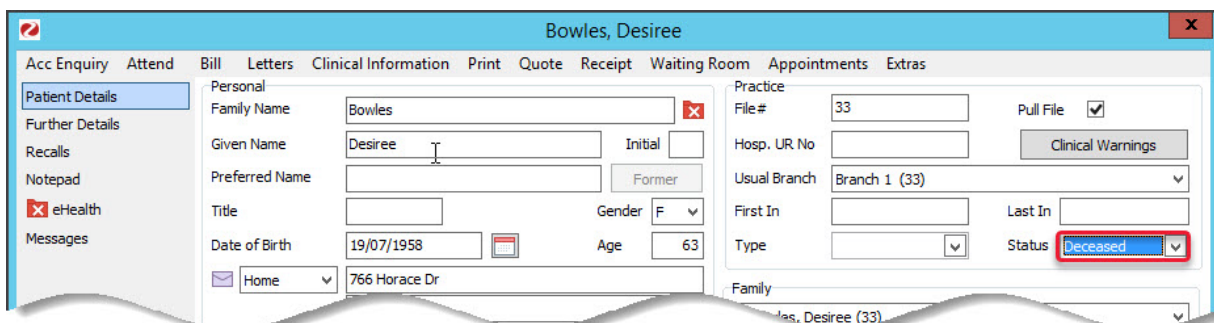 Bowles, Desiree
x
Acc Enquiry Attend Bill Letters Clinical Information Print Quote Receipt Waiting Room Appointments Extras
Patient Details
Further Details
Recalls
Notepad
eHealth
Messages
Personal
Family Name Bowles
Given Name Desiree Initial
Preferred Name Former
Title Gender F
Date of Birth 19/07/1958 Age 63
Home 766 Horace Dr
Practice
File# 33 Pull File
Hosp. UR No Clinical Warnings
Usual Branch Branch 1 (33)
First In Last In
Type Status Deceased
Family
Desiree (33)